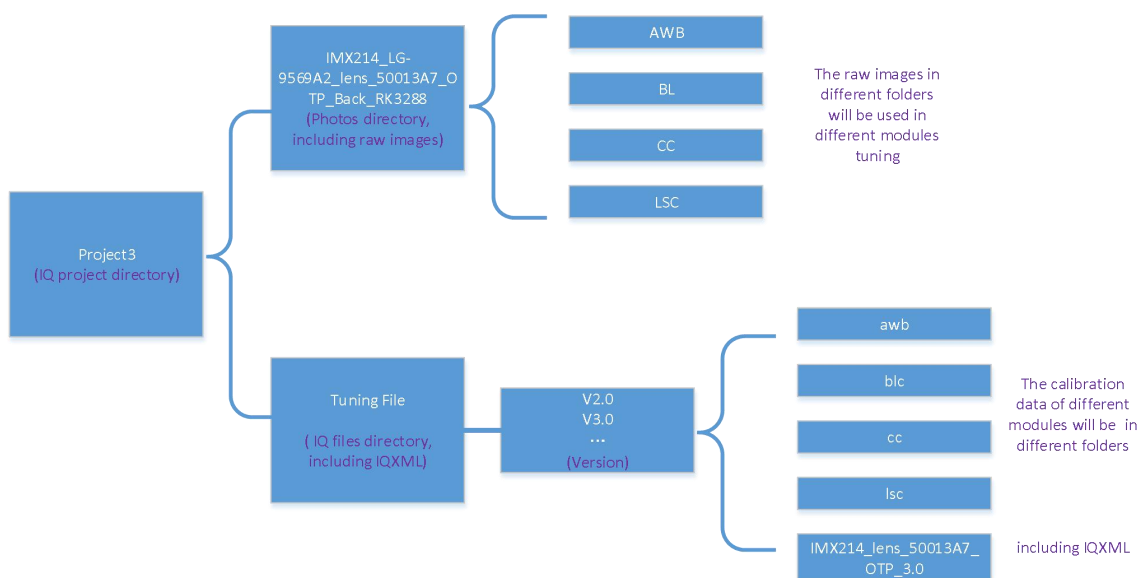 Project3
(IQ project directory)
IMX214_LG-
9569A2_lens_50013A7_O
TP_Back_RK3288
(Photos directory,
including raw images)
AWB
BL
CC
LSC
The raw images in
different folders
will be used in
different modules
tuning
Tuning File
( IQ files directory,
including IQXML)
V2.0
V3.0
...
(Version)
awb
blc
cc
lsc
IMX214_lens_50013A7_
OTP_3.0
The calibration
data of different
modules will be in
different folders
including IQXML